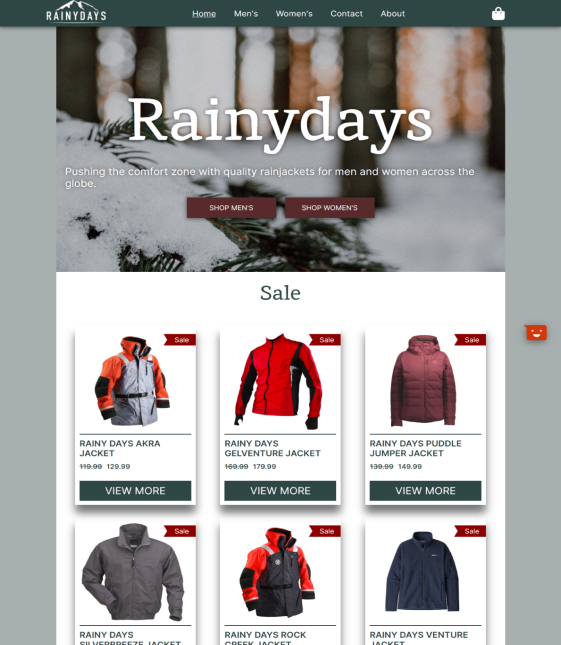 RAINYDAYS
Home Men's Women's Contact About
Rainydays
Pushing the comfort zone with quality rainjackets for men and women across the
globe.
SHOP MEN'S SHOP WOMEN'S
Sale
Sale Sale Sale
RAINY DAYS AKRA
JACKET
119.99 129.99
VIEW MORE
RAINY DAYS
GELVENTURE JACKET
169.99 179.99
VIEW MORE
RAINY DAYS PUDDLE
JUMPER JACKET
139.99 149.99
VIEW MORE
Sale Sale Sale
RAINY DAYS
SILVERBREEZE JACKET
RAINY DAYS ROCK
CREEK JACKET
RAINY DAYS VENTURE
JACKET